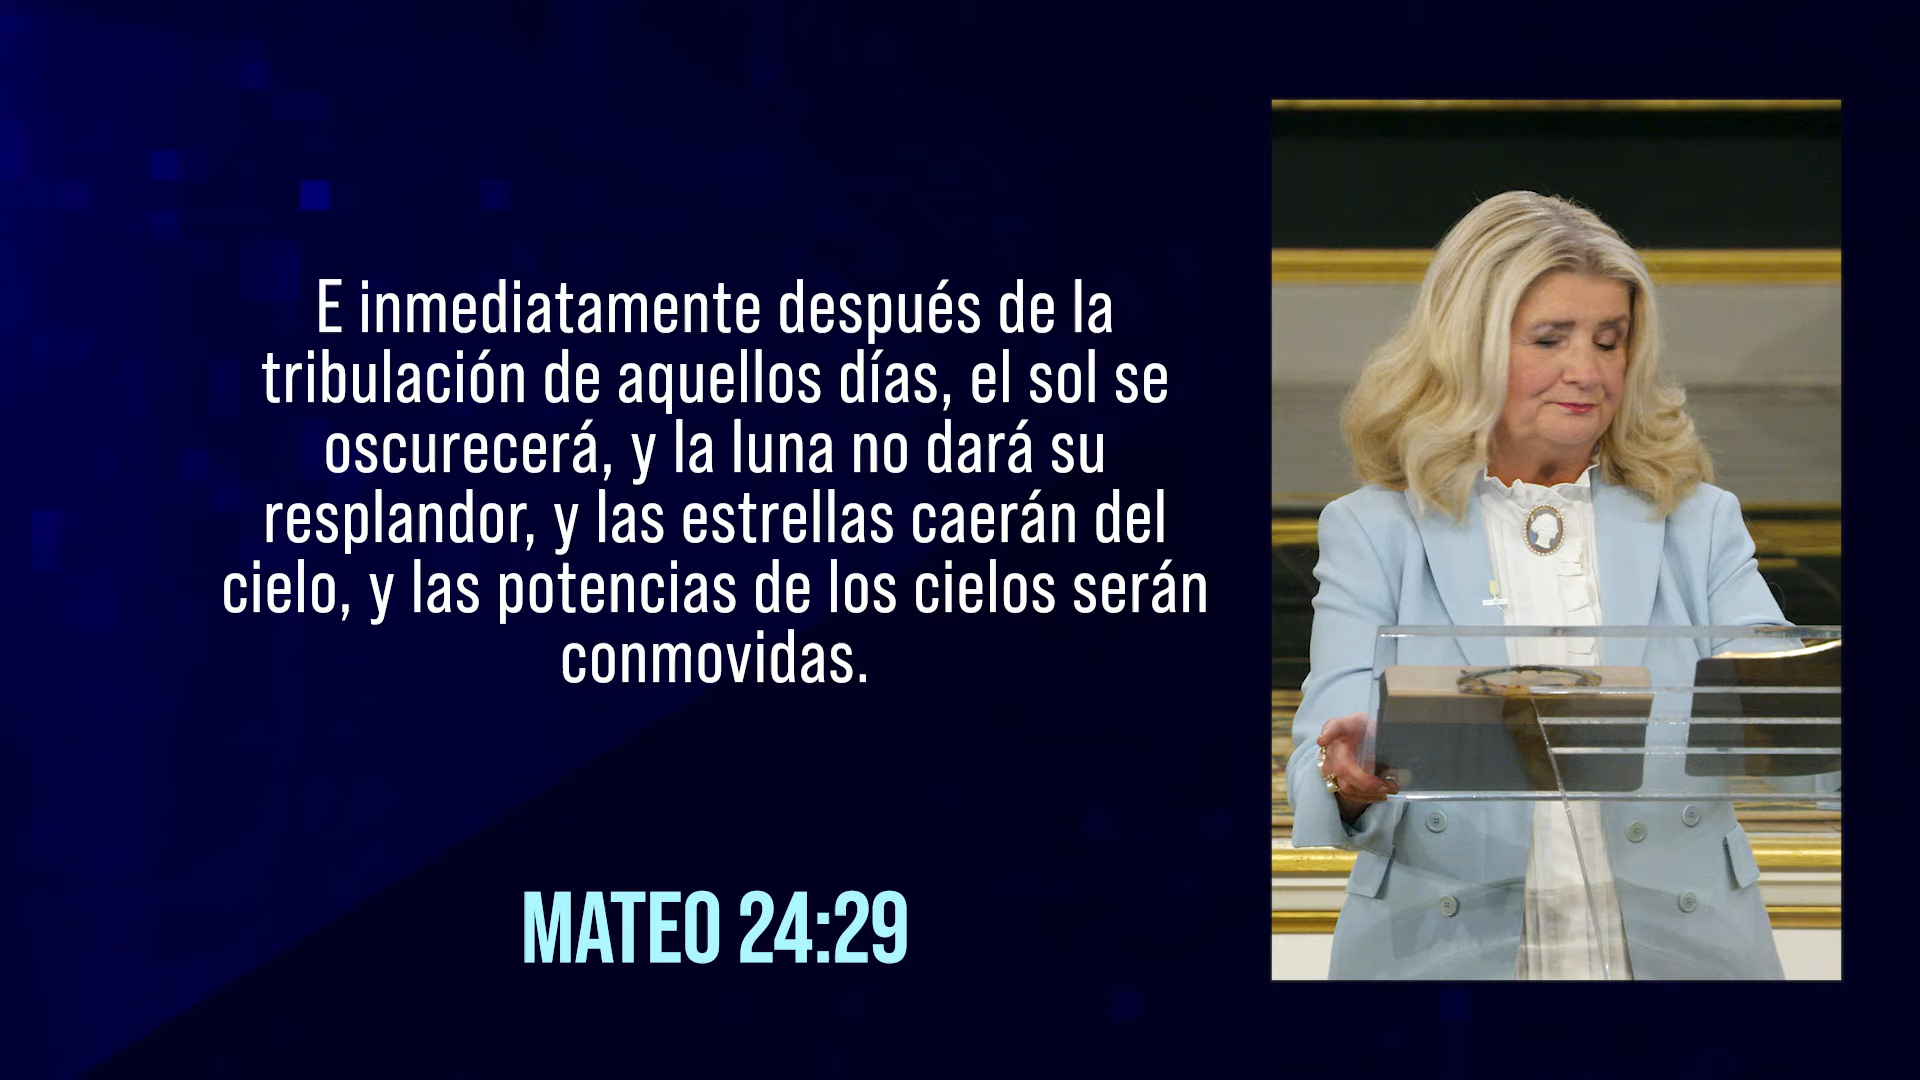 E inmediatamente después de la
tribulación de aquellos días, el sol se
oscurecerá, y la luna no dará su
resplandor, y las estrellas caerán del
cielo, y las potencias de los cielos serán
conmovidas.
MATEO 24:29